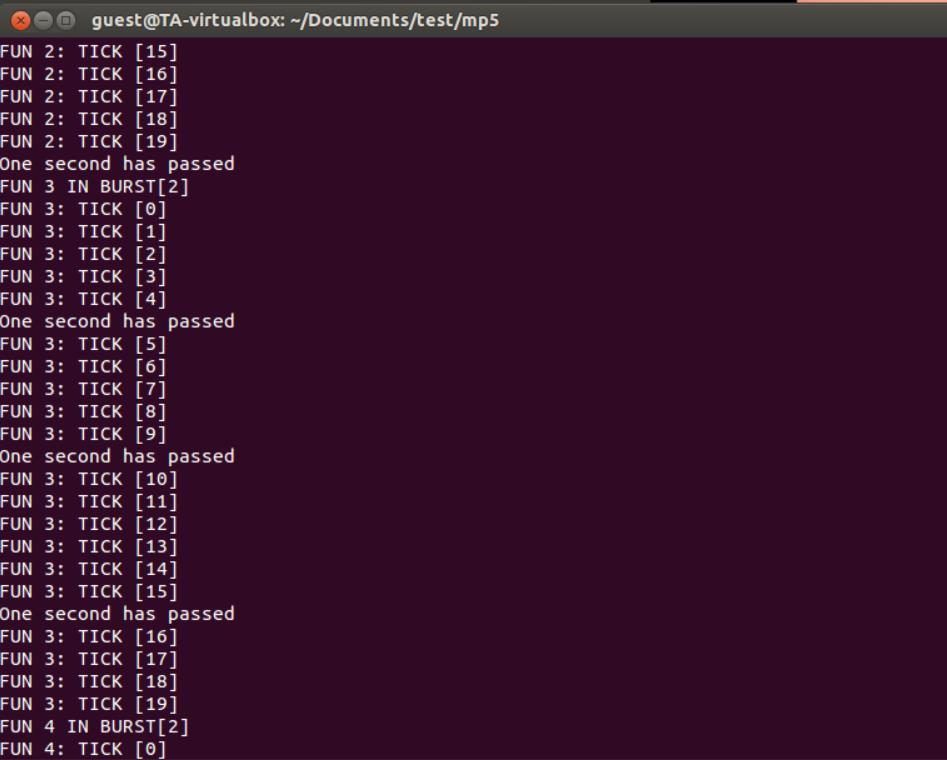 guest@TA-virtualbox: ~/Documents/test/mp5
FUN 2: TICK [15]
FUN 2: TICK [16]
FUN 2: TICK [17]
FUN 2: TICK [18]
FUN 2: TICK [19]
One second has passed
FUN 3 IN BURST[2]
FUN 3: TICK [0]
FUN 3: TICK [1]
FUN 3: TICK [2]
FUN 3: TICK [3]
FUN 3: TICK [4]
One second has passed
FUN 3: TICK [5]
FUN 3: TICK [6]
FUN 3: TICK [7]
FUN 3: TICK [8]
FUN 3: TICK [9]
One second has passed
FUN 3: TICK [10]
FUN 3: TICK [11]
FUN 3: TICK [12]
FUN 3: TICK [13]
FUN 3: TICK [14]
FUN 3: TICK [15]
One second has passed
FUN 3: TICK [16]
FUN 3: TICK [17]
FUN 3: TICK [18]
FUN 3: TICK [19]
FUN 4 IN BURST[2]
FUN 4: TICK [0]